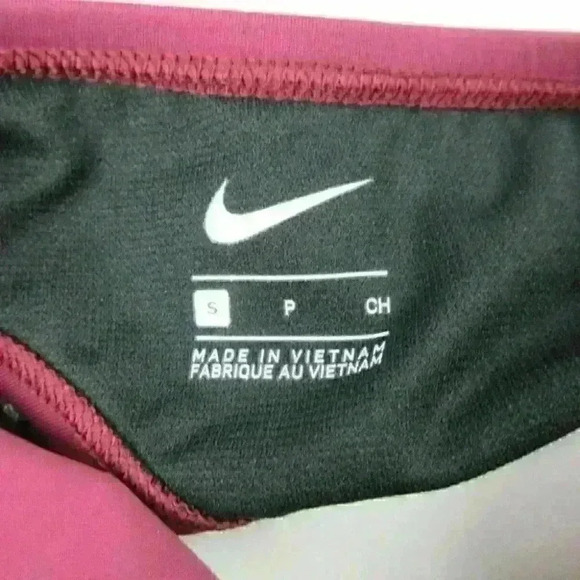 S P CH
MADE IN VIETNAM
FABRIQUE AU VIETNAM